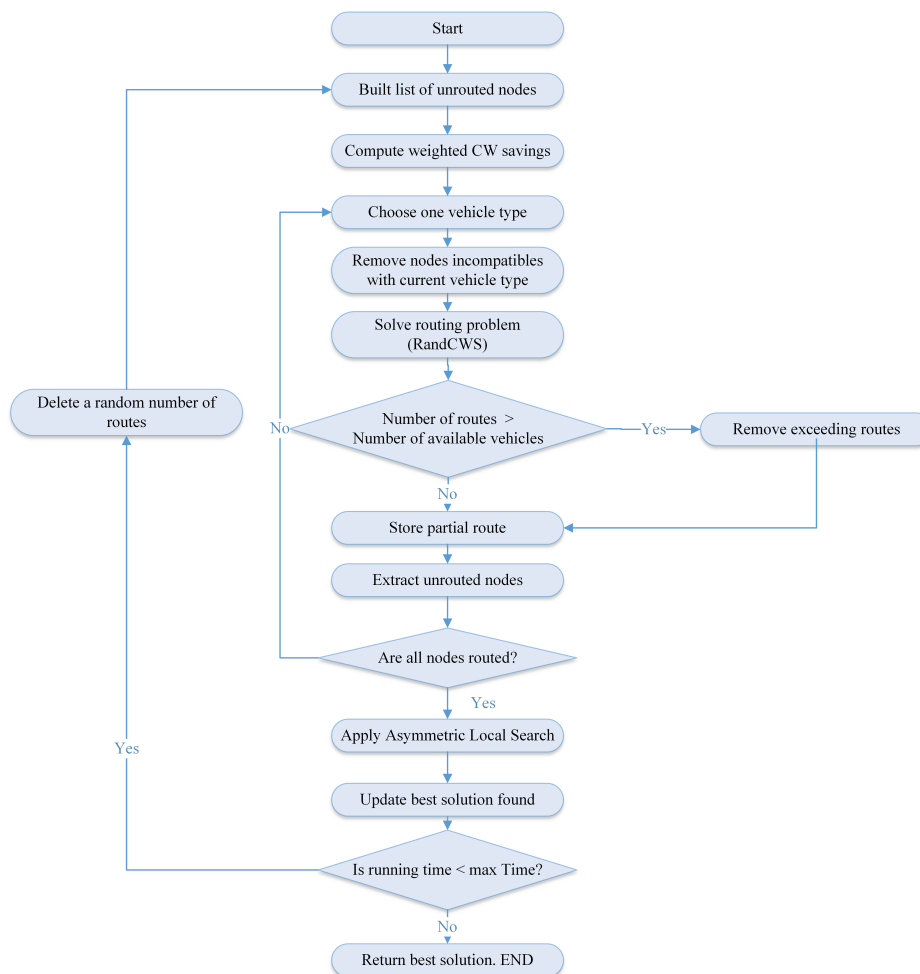 Start
Built list of unrouted nodes
Compute weighted CW savings
Choose one vehicle type
Remove nodes incompatibles
with current vehicle type
Solve routing problem
(RandCWS)
Delete a random number of
routes
No
Number of routes >
Number of available vehicles
Yes
Remove exceeding routes
No
Store partial route
Extract unrouted nodes
Are all nodes routed?
Yes
Apply Asymmetric Local Search
Yes
Update best solution found
Is running time < max Time?
No
Return best solution. END